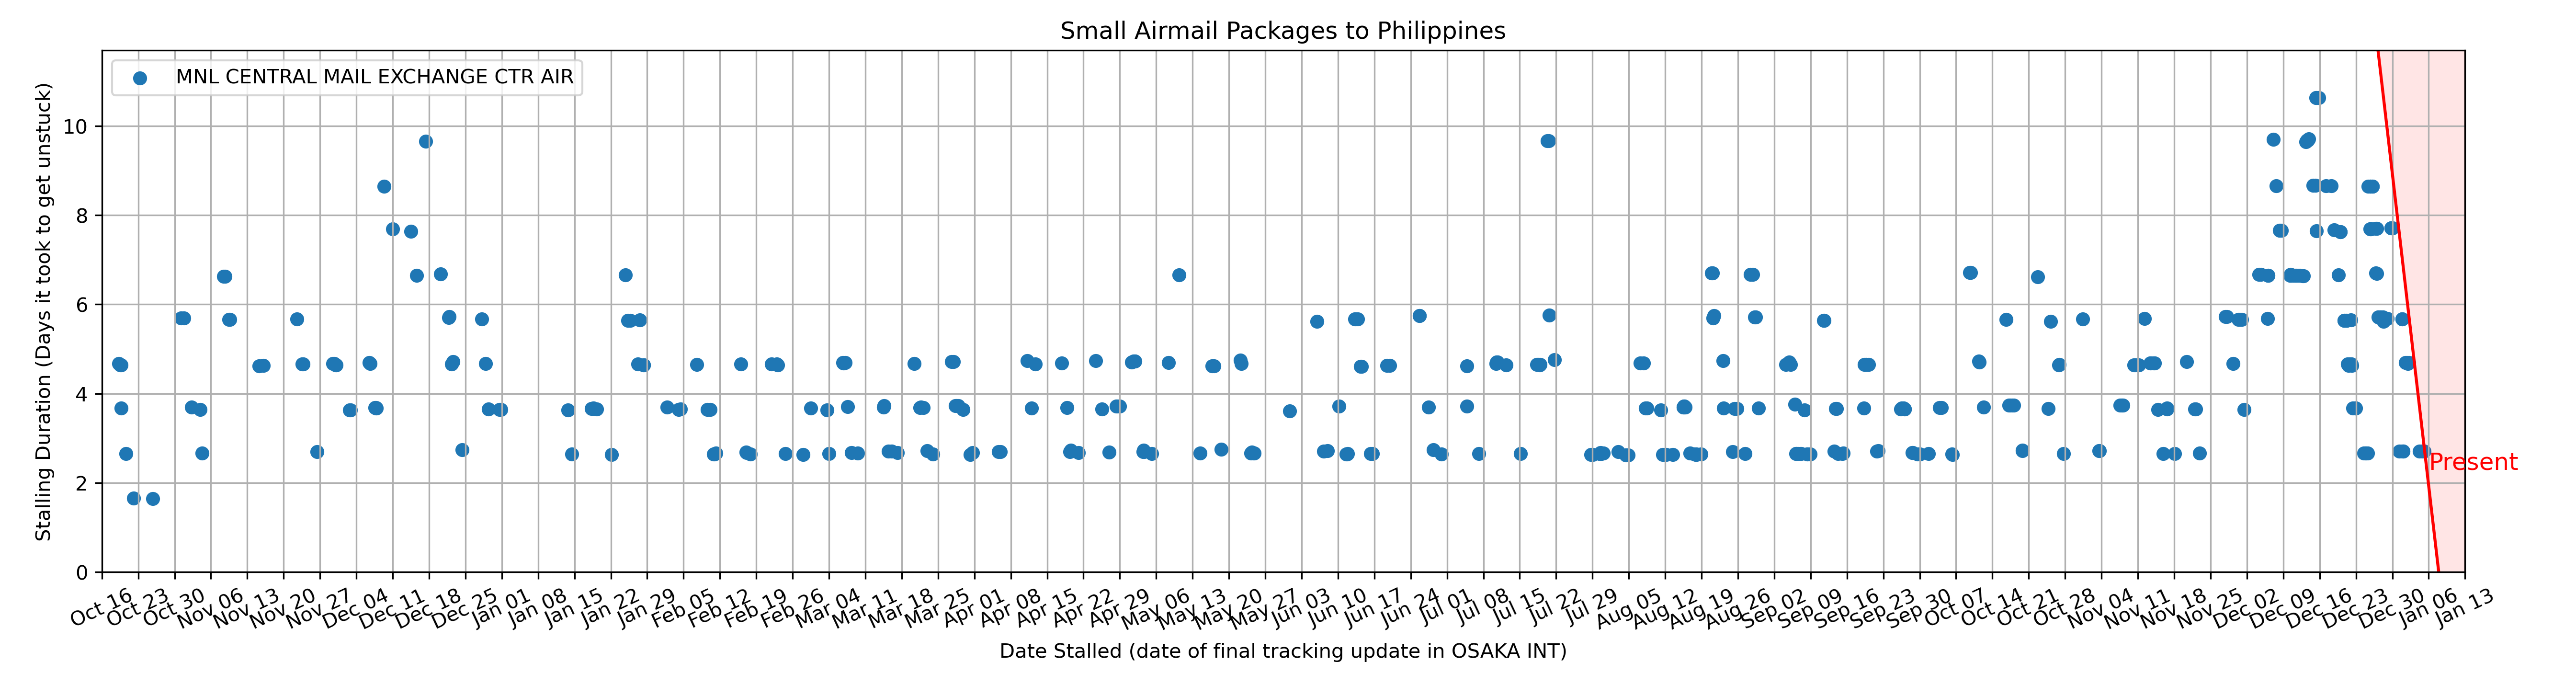 Small Airmail Packages to Philippines
MNL CENTRAL MAIL EXCHANGE CTR AIR
Stalling Duration (Days it took to get unstuck)
10
8
6
4
2
0
Present
Oct 16 Oct 23 Oct 30 Nov 06 Nov 13 Nov 20 Nov 27 Dec 04 Dec 11 Dec 18 Dec 25 Jan 01 Jan 08 Jan 15 Jan 22 Jan 29 Feb 05 Feb 12 Feb 19 Feb 26 Mar 04 Mar 11 Mar 18 Mar 25 Apr 01 Apr 08 Apr 15 Apr 22 Apr 29 May 06 May 13 May 20 May 27 Jun 03 Jun 10 Jun 17 Jun 24 Jul 01 Jul 08 Jul 15 Jul 22 Jul 29 Aug 05 Aug 12 Aug 19 Aug 26 Sep 02 Sep 09 Sep 16 Sep 23 Sep 30 Oct 07 Oct 14 Oct 21 Oct 28 Nov 04 Nov 11 Nov 18 Nov 25 Dec 02 Dec 09 Dec 16 Dec 23 Dec 30 Jan 06 Jan 13
Date Stalled (date of final tracking update in OSAKA INT)